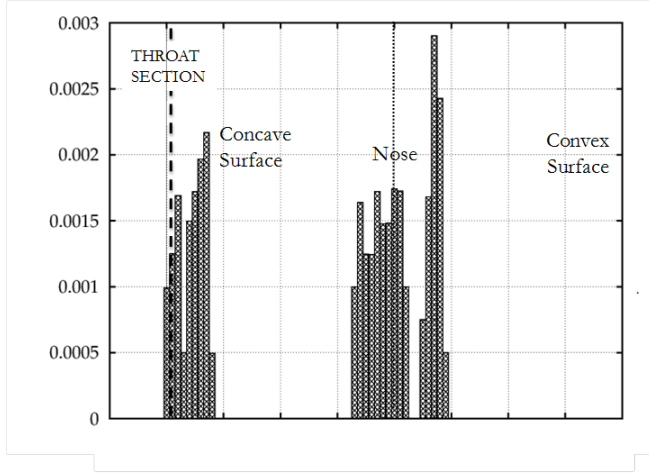 0.003
THROAT
SECTION
0.0025
Concave
Surface
0.002
Nose
Convex
Surface
0.0015
0.001
0.0005
0